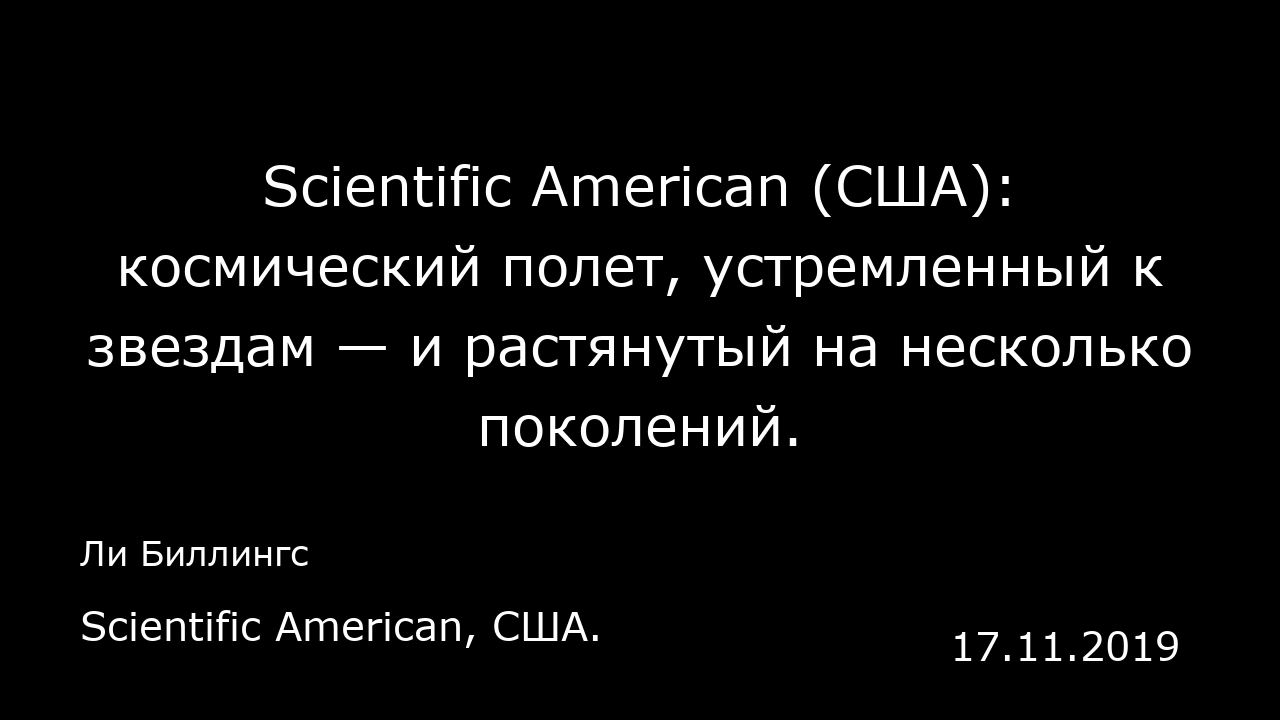 Scientific American (США):
космический полет, устремленный к
звездам — и растянутый на несколько
поколений.
Ли Биллингс
Scientific American, США.
17.11.2019